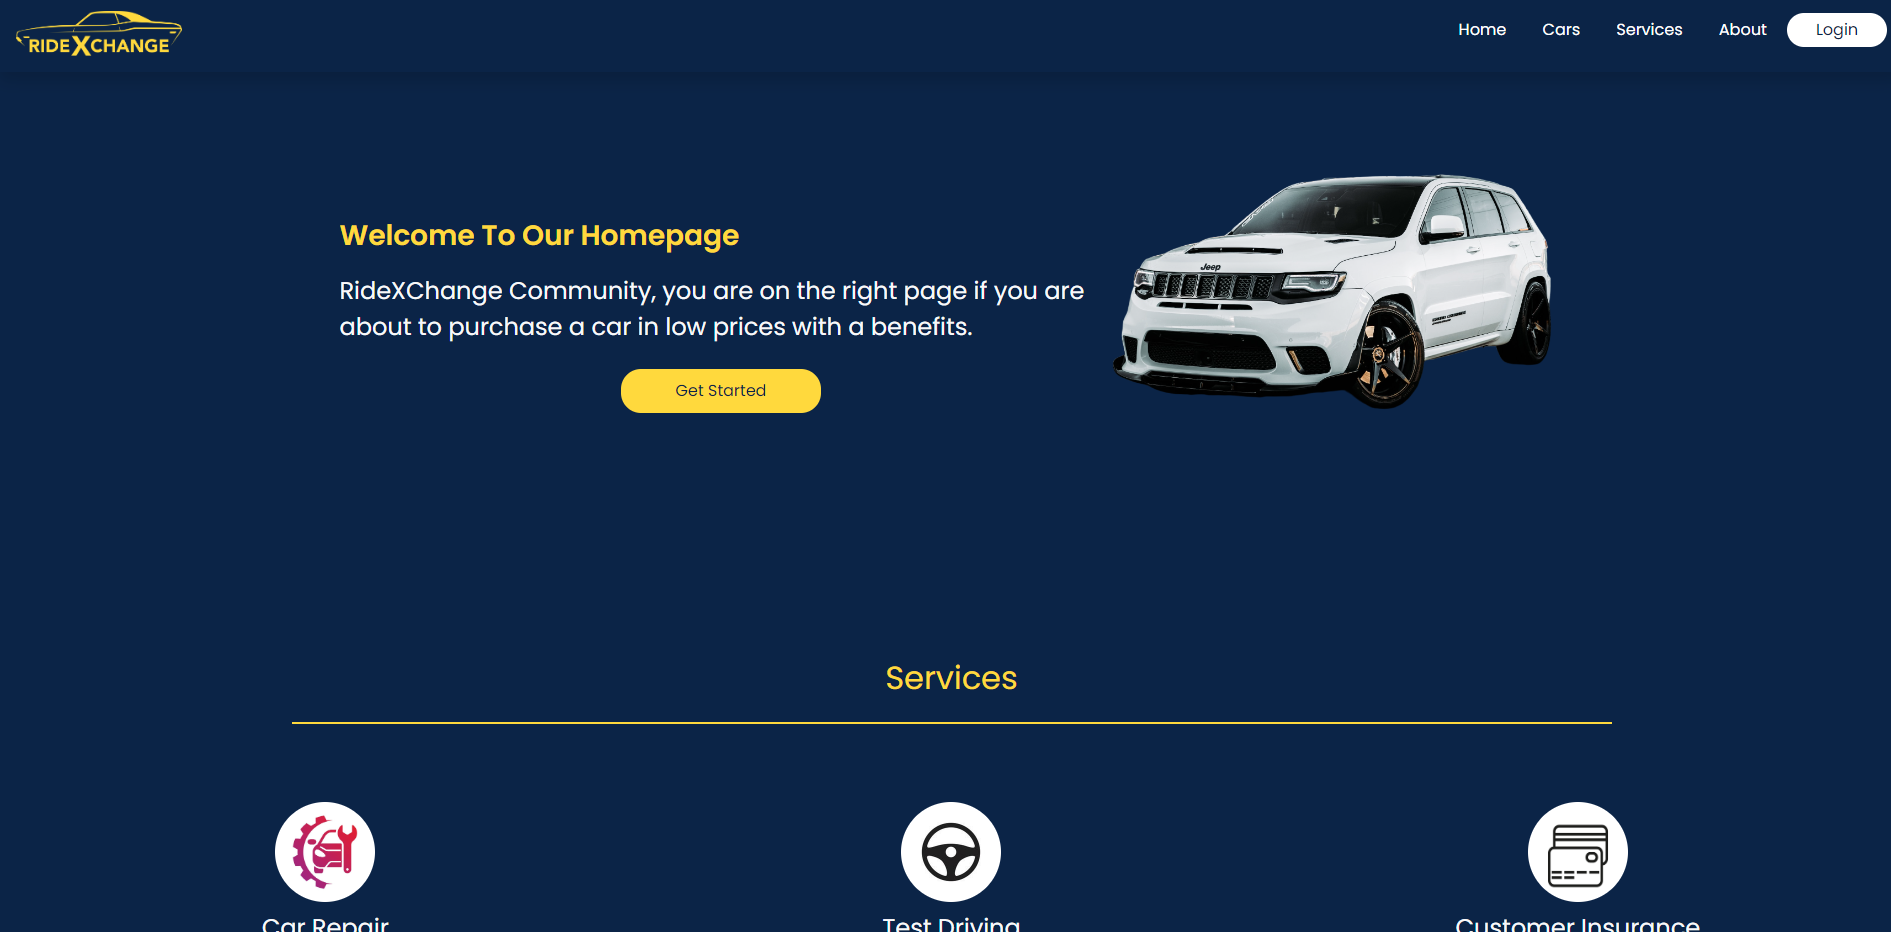 RIDEXCHANGE
Home Cars Services About Login
Welcome To Our Homepage
RideXChange Community, you are on the right page if you are
about to purchase a car in low prices with a benefits.
Jeep
Get Started
Services
Car Repair Test Driving Customer Insurance